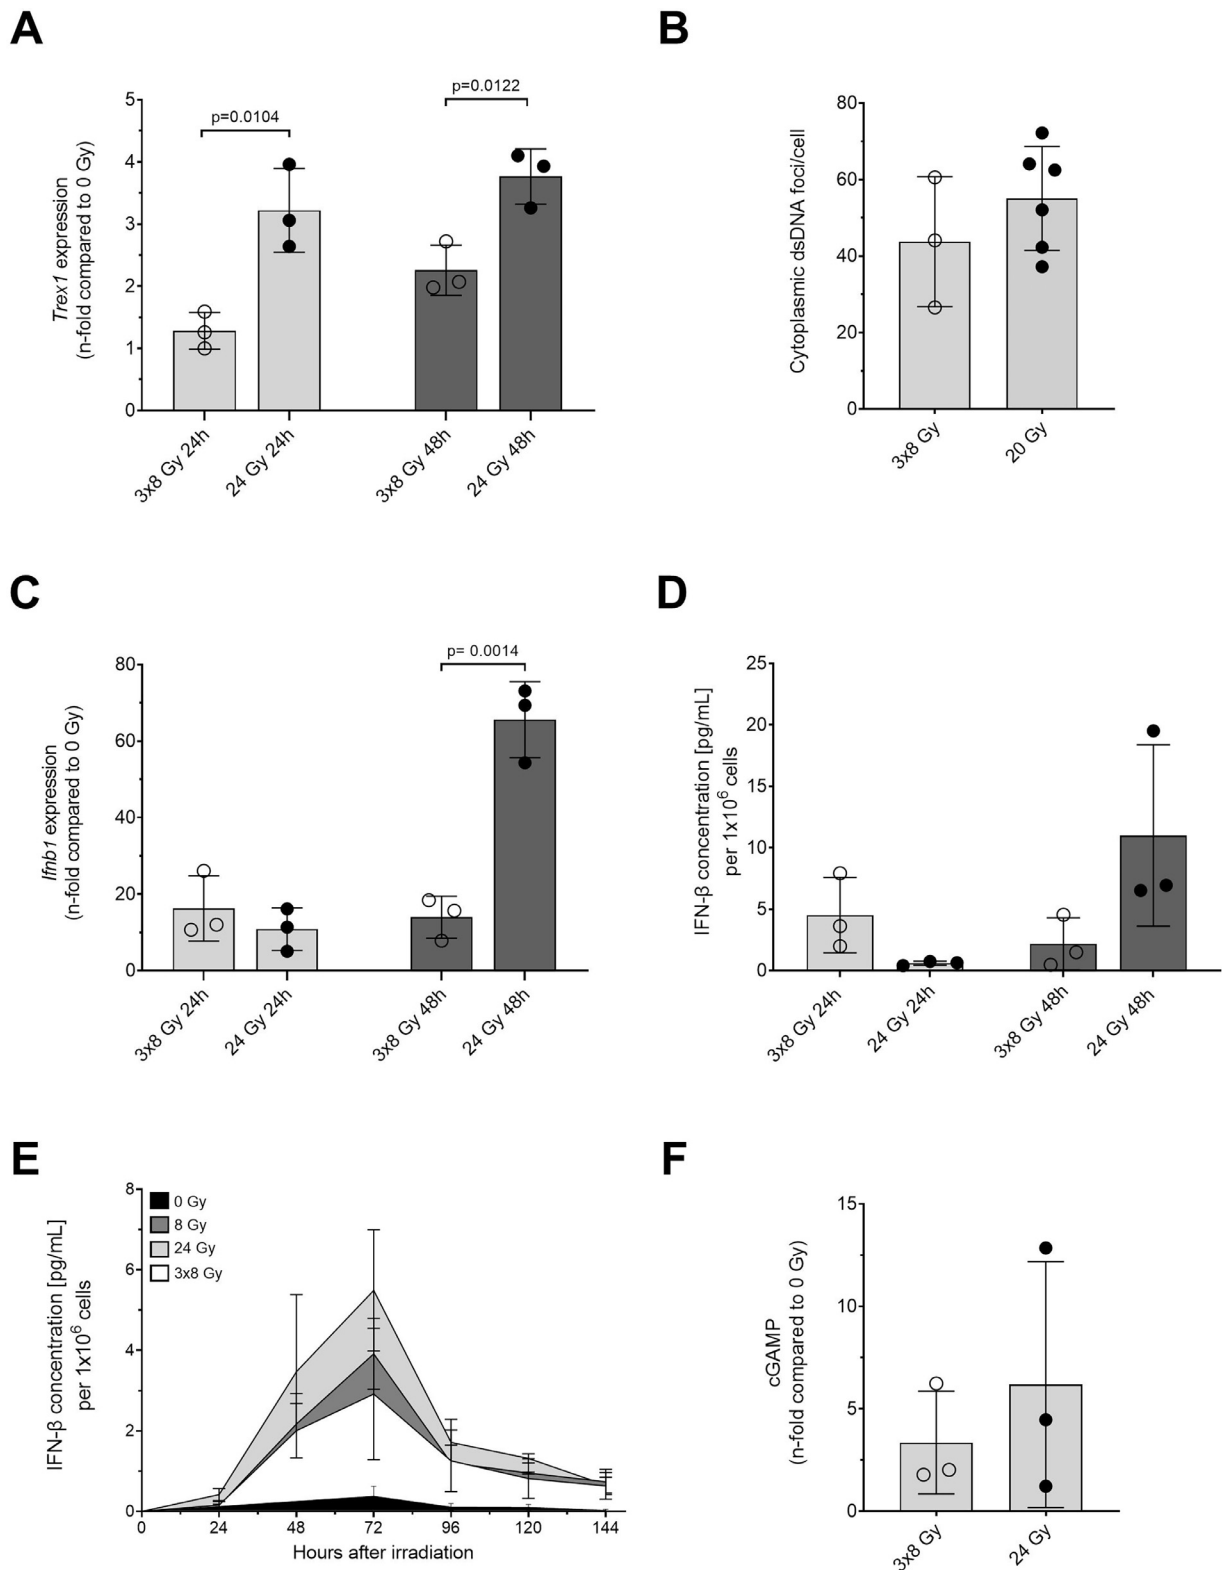 A
Trex1 expression
(n-fold compared to 0 Gy)
5
4
3
2
1
0
p=0.0104
p=0.0122
3x8 Gy 24h
24 Gy 24h
3x8 Gy 48h
24 Gy 48h
B
Cytoplasmic dsDNA foci/cell
80
60
40
20
0
3x8 Gy
20 Gy
C
Ifnb1 expression
(n-fold compared to 0 Gy)
80
60
40
20
0
p= 0.0014
3x8 Gy 24h
24 Gy 24h
3x8 Gy 48h
24 Gy 48h
D
IFN-β concentration [pg/mL]
per 1x10⁶ cells
25
20
15
10
5
0
3x8 Gy 24h
24 Gy 24h
3x8 Gy 48h
24 Gy 48h
E
IFN-β concentration [pg/mL]
per 1x10⁶ cells
8
6
4
2
0
0 Gy
8 Gy
24 Gy
3x8 Gy
0 24 48 72 96 120 144
Hours after irradiation
F
cGAMP
(n-fold compared to 0 Gy)
15
10
5
0
3x8 Gy
24 Gy